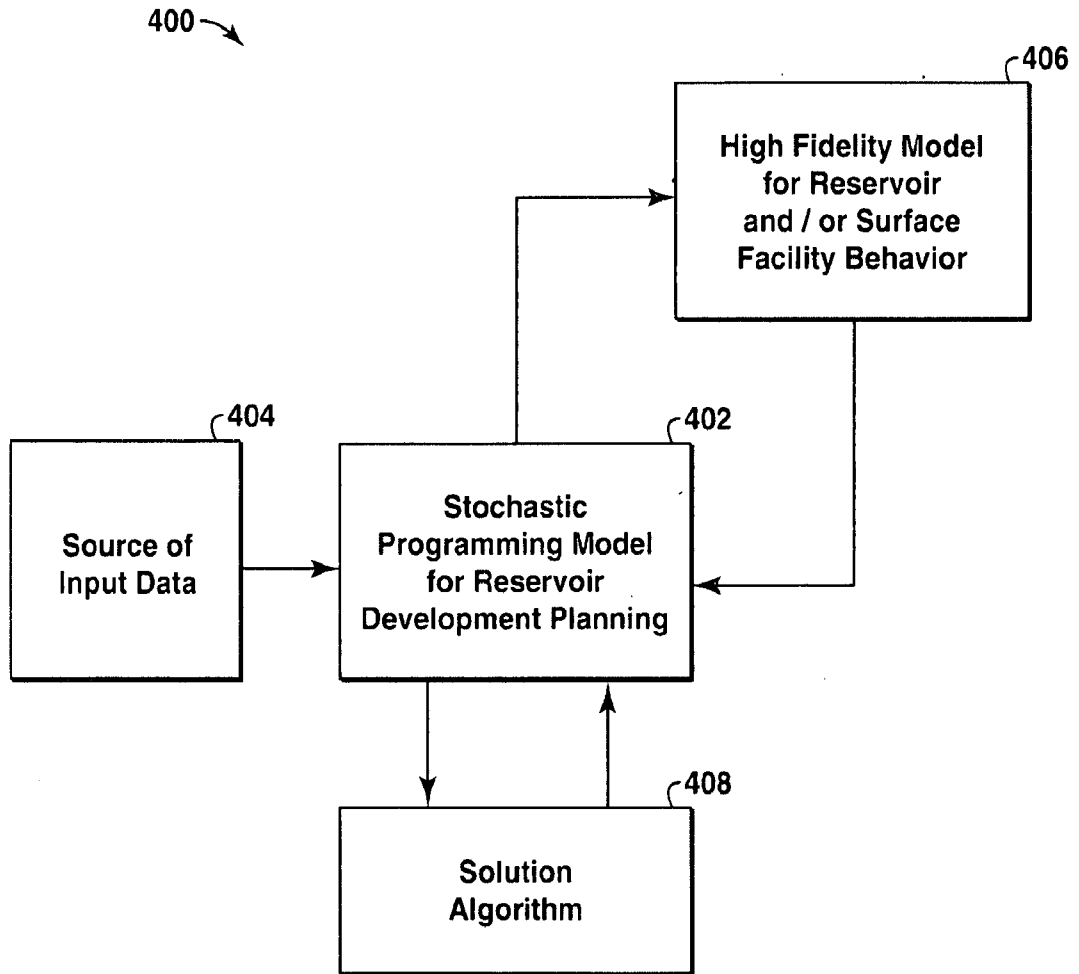 400
406
High Fidelity Model
for Reservoir
and / or Surface
Facility Behavior
404
Source of
Input Data
402
Stochastic
Programming Model
for Reservoir
Development Planning
408
Solution
Algorithm